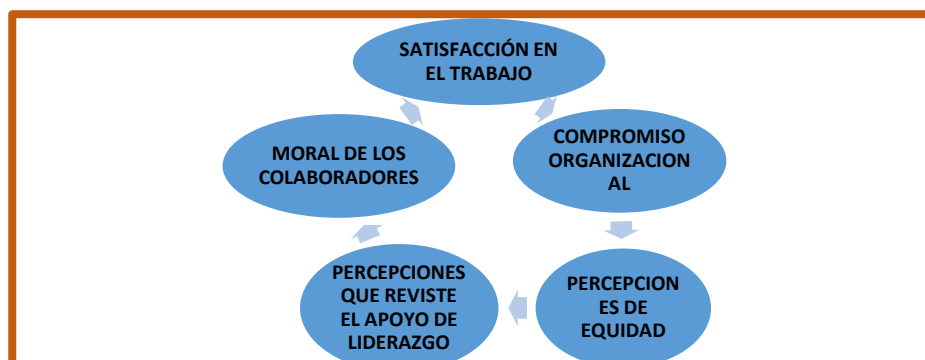 SATISFACCIÓN EN
EL TRABAJO
COMPROMISO
ORGANIZACION
AL
PERCEPCION
ES DE
EQUIDAD
PERCEPCIONES
QUE REVISTE
EL APOYO DE
LIDERAZGO
MORAL DE LOS
COLABORADORES